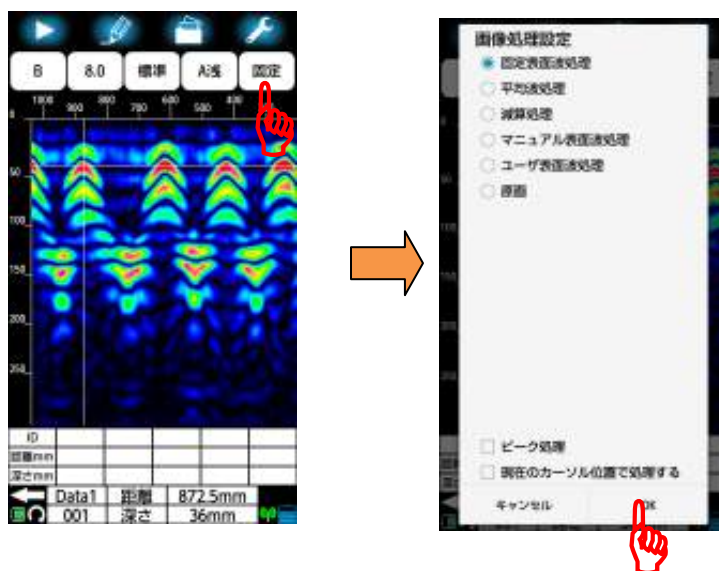 B 8.0 標準 A浅 固定
1000 900 800 700 600 500 400
0
50
100
150
200
250
ID
距離mm
深さmm
Data1 距離 872.5mm
001 深さ 36mm
画像処理設定
固定表面波処理
平均波処理
減算処理
マニュアル表面波処理
ユーザ表面波処理
原画
ピーク処理
現在のカーソル位置で処理する
キャンセル OK